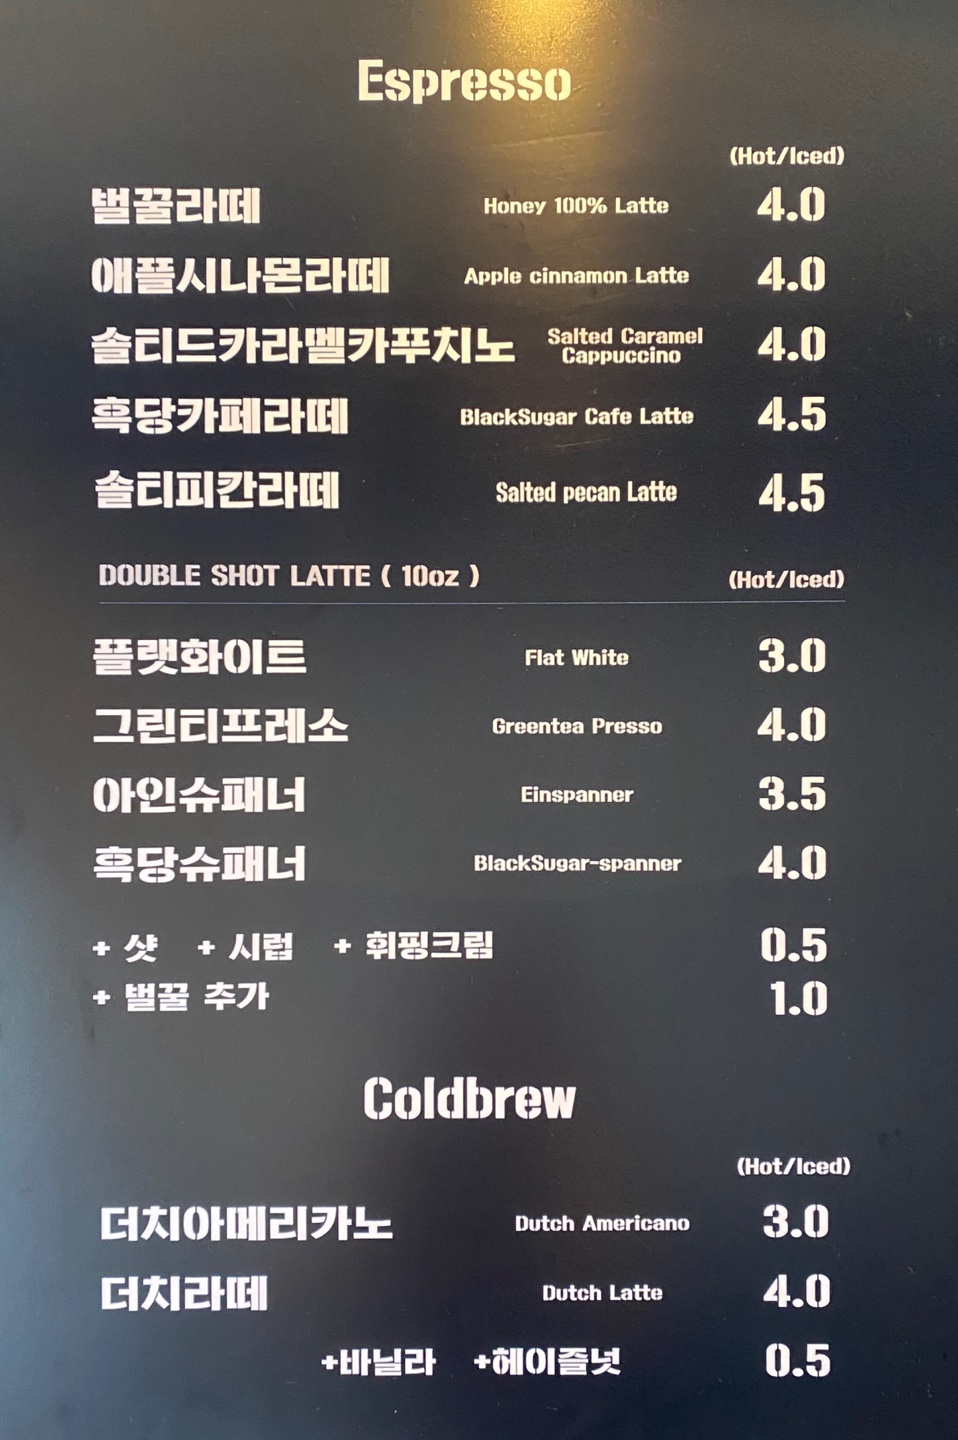 Espresso
(Hot/Iced)
벌꿀라떼 Honey 100% Latte 4.0
애플시나몬라떼 Apple cinnamon Latte 4.0
솔티드카라멜카푸치노 Salted Caramel Cappuccino 4.0
흑당카페라떼 BlackSugar Cafe Latte 4.5
솔티피칸라떼 Salted pecan Latte 4.5
DOUBLE SHOT LATTE ( 10oz ) (Hot/Iced)
플랫화이트 Flat White 3.0
그린티프레소 Greentea Presso 4.0
아인슈패너 Einspanner 3.5
흑당슈패너 BlackSugar-spanner 4.0
+ 샷 + 시럽 + 휘핑크림 0.5
+ 벌꿀 추가 1.0
Coldbrew
(Hot/Iced)
더치아메리카노 Dutch Americano 3.0
더치라떼 Dutch Latte 4.0
+바닐라 +헤이즐넛 0.5